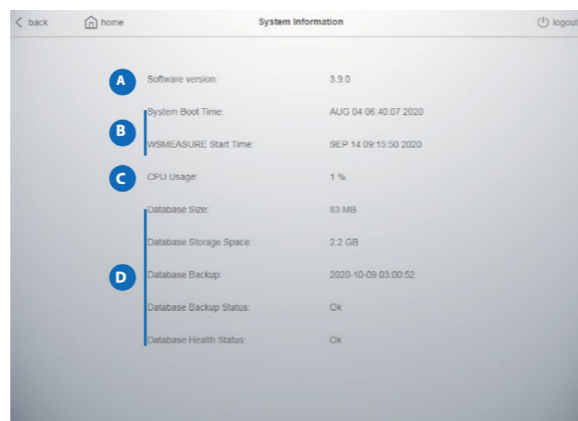 back home System Information logout
A Software version: 3.9.0
System Boot Time: AUG 04 06:40:07 2020
B
WSMEASURE Start Time: SEP 14 09:15:50 2020
C CPU Usage: 1 %
Database Size: 83 MB
Database Storage Space: 2.2 GB
D Database Backup: 2020-10-09 03:00:52
Database Backup Status: Ok
Database Health Status: Ok